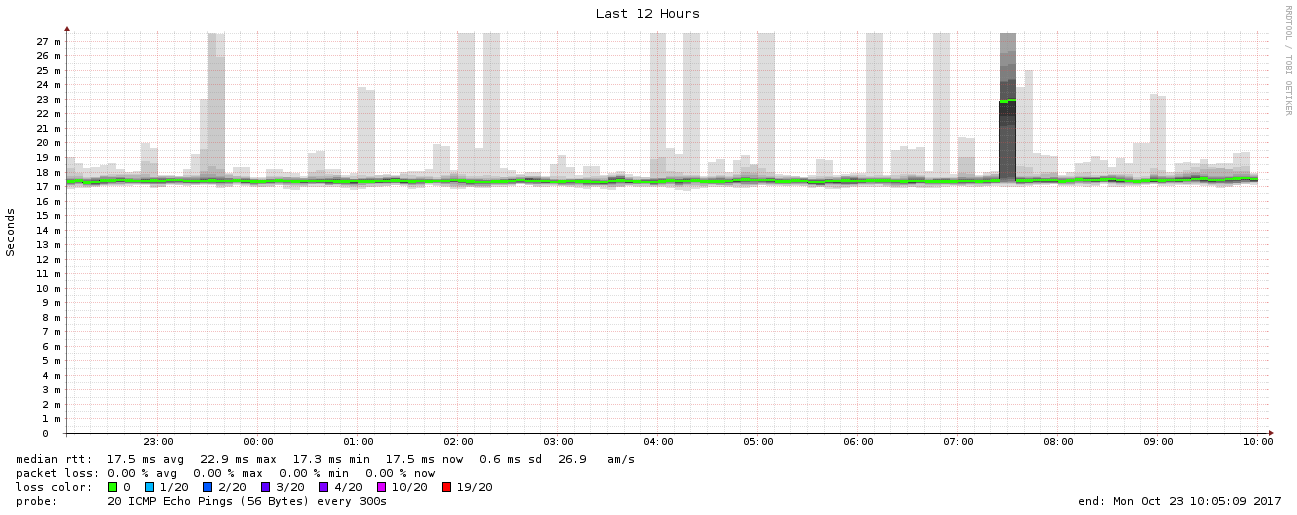 Last 12 Hours
RRDTOOL / TOBI OETIKER
Seconds
27 m
26 m
25 m
24 m
23 m
22 m
21 m
20 m
19 m
18 m
17 m
16 m
15 m
14 m
13 m
12 m
11 m
10 m
9 m
8 m
7 m
6 m
5 m
4 m
3 m
2 m
1 m
0
23:00 00:00 01:00 02:00 03:00 04:00 05:00 06:00 07:00 08:00 09:00 10:00
median rtt: 17.5 ms avg 22.9 ms max 17.3 ms min 17.5 ms now 0.6 ms sd 26.9 am/s
packet loss: 0.00 % avg 0.00 % max 0.00 % min 0.00 % now
loss color: 0 1/20 2/20 3/20 4/20 10/20 19/20
probe: 20 ICMP Echo Pings (56 Bytes) every 300s end: Mon Oct 23 10:05:09 2017